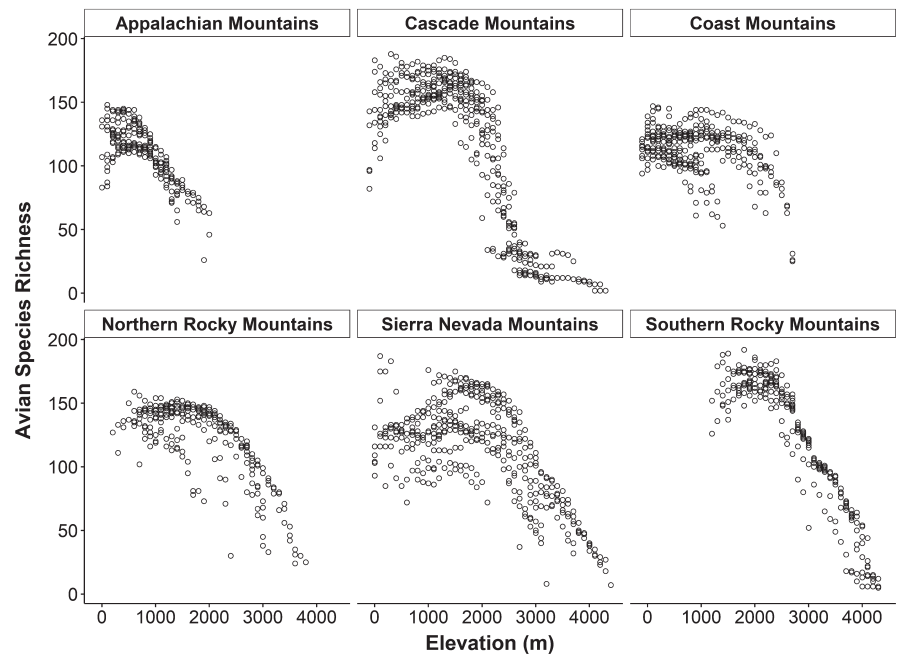 Appalachian Mountains
Cascade Mountains
Coast Mountains
200
150
100
50
0
Avian Species Richness
Northern Rocky Mountains
Sierra Nevada Mountains
Southern Rocky Mountains
200
150
100
50
0
0 1000 2000 3000 4000
0 1000 2000 3000 4000
0 1000 2000 3000 4000
Elevation (m)